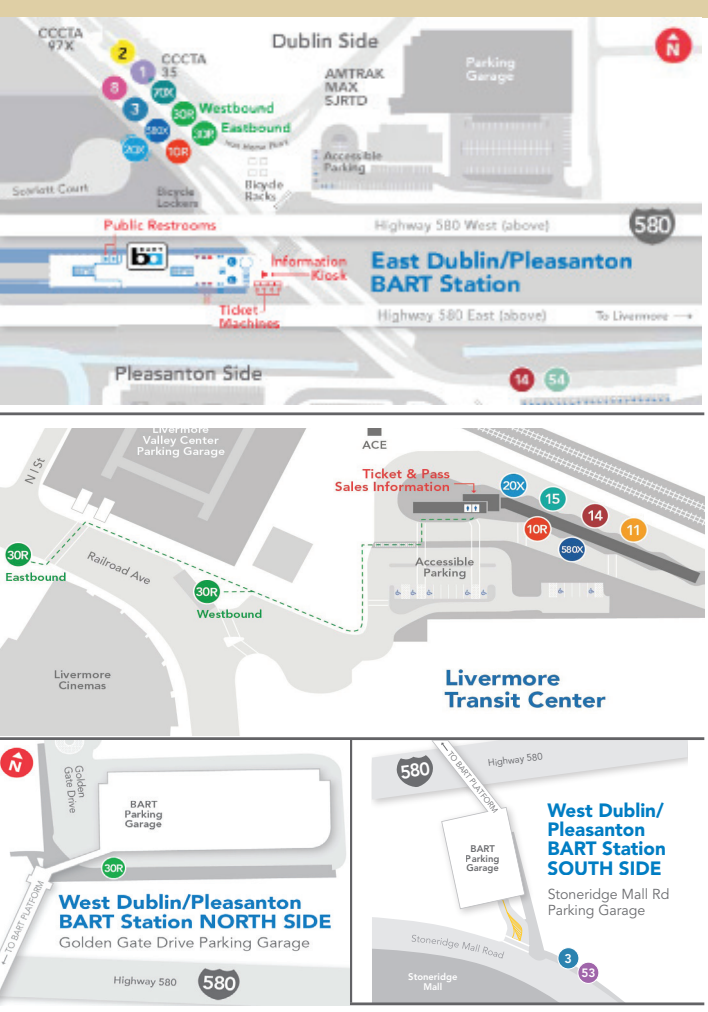 CCCTA
97X
2
1
CCCTA
35
8
70X
3
30R
Westbound
580X
30R
Eastbound
20X
10R
Dublin Side
N
AMTRAK
MAX
SJRTD
Parking
Garage
Accessible
Parking
Scarlett Court
Bicycle
Lockers
Bicycle
Racks
Public Restrooms
Highway 580 West (above)
580
BART
ba
Information
Kiosk
East Dublin/Pleasanton
BART Station
Ticket
Machines
Highway 580 East (above)
To Livermore
Pleasanton Side
14
54
Livermore
Valley Center
Parking Garage
ACE
N I St
Ticket & Pass
Sales Information
20X
15
14
11
10R
580X
30R
Eastbound
Railroad Ave
30R
Westbound
Accessible
Parking
Livermore
Cinemas
Livermore
Transit Center
N
Golden
Gate Drive
BART
Parking
Garage
30R
← TO BART PLATFORM
West Dublin/Pleasanton
BART Station NORTH SIDE
Golden Gate Drive Parking Garage
Highway 580
580
580
← TO BART PLATFORM
Highway 580
BART
Parking
Garage
West Dublin/
Pleasanton
BART Station
SOUTH SIDE
Stoneridge Mall Rd
Parking Garage
Stoneridge Mall Road
3
53
Stoneridge
Mall